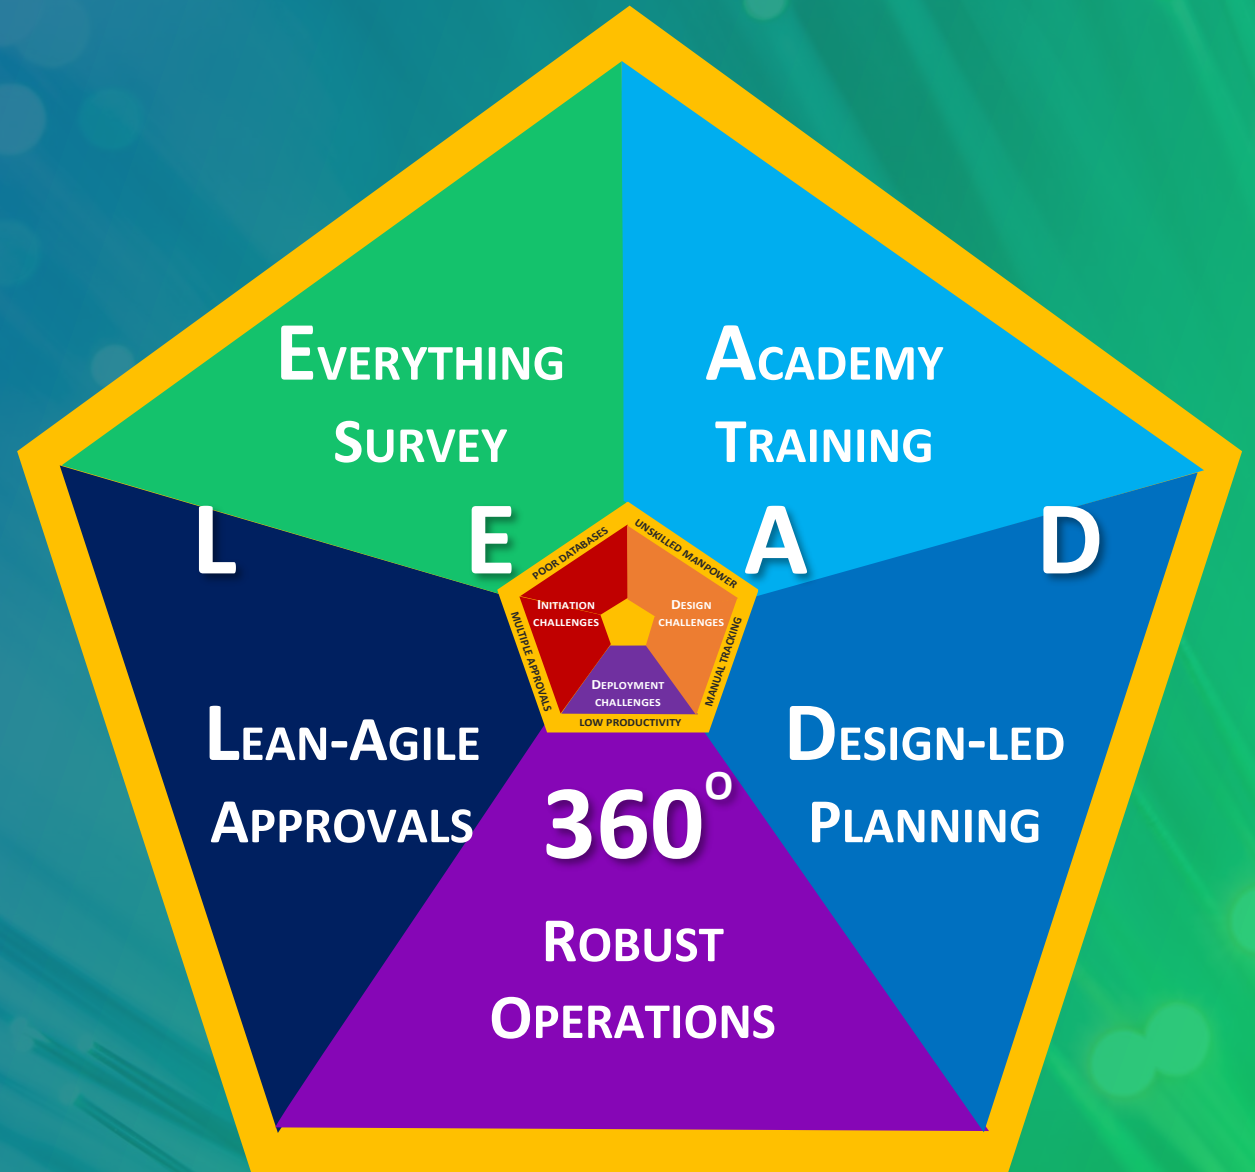 EVERYTHING
SURVEY
ACADEMY
TRAINING
L E A D
POOR DATABASES
UNSKILLED MANPOWER
INITIATION
CHALLENGES
DESIGN
CHALLENGES
MULTIPLE APPROVALS
MANUAL TRACKING
DEPLOYMENT
CHALLENGES
LOW PRODUCTIVITY
LEAN-AGILE
APPROVALS
DESIGN-LED
PLANNING
360°
ROBUST
OPERATIONS